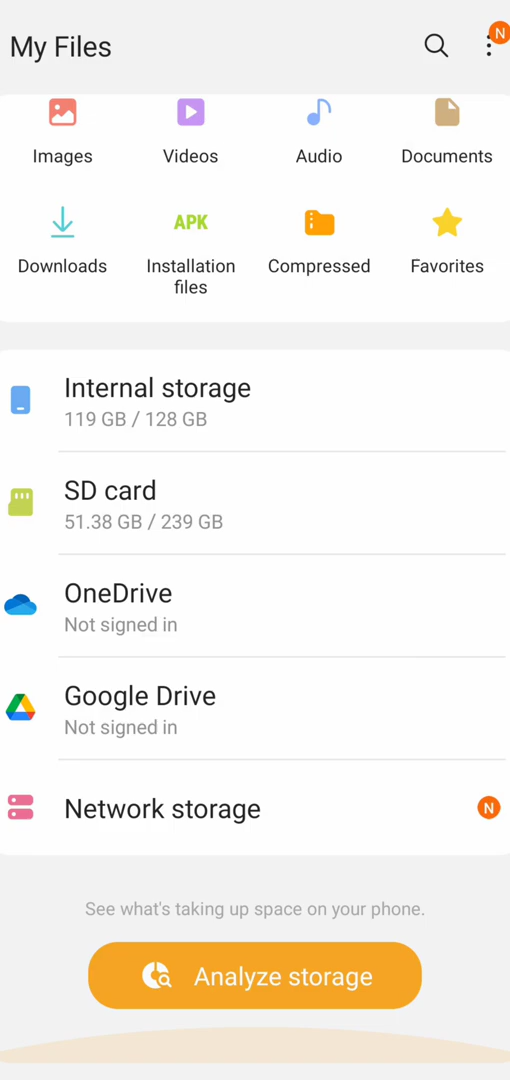 My Files
N
Images
Videos
Audio
Documents
APK
Downloads
Installation
files
Compressed
Favorites
Internal storage
119 GB / 128 GB
SD card
51.38 GB / 239 GB
OneDrive
Not signed in
Google Drive
Not signed in
Network storage
N
See what's taking up space on your phone.
Analyze storage